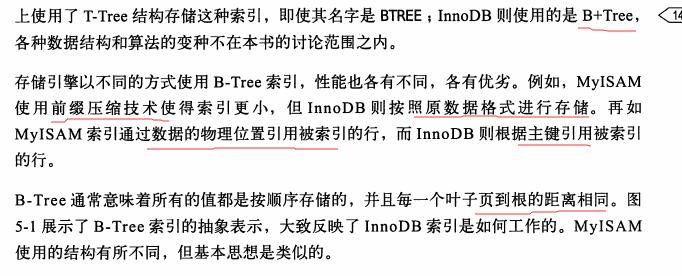 上使用了 T-Tree 结构存储这种索引，即使其名字是 BTREE；InnoDB 则使用的是 B+Tree，
14
各种数据结构和算法的变种不在本书的讨论范围之内。
存储引擎以不同的方式使用 B-Tree 索引，性能也各有不同，各有优劣。例如，MyISAM
使用前缀压缩技术使得索引更小，但 InnoDB 则按照原数据格式进行存储。再如
MyISAM 索引通过数据的物理位置引用被索引的行，而 InnoDB 则根据主键引用被索引
的行。
B-Tree 通常意味着所有的值都是按顺序存储的，并且每一个叶子页到根的距离相同。图
5-1 展示了 B-Tree 索引的抽象表示，大致反映了 InnoDB 索引是如何工作的。MyISAM
使用的结构有所不同，但基本思想是类似的。